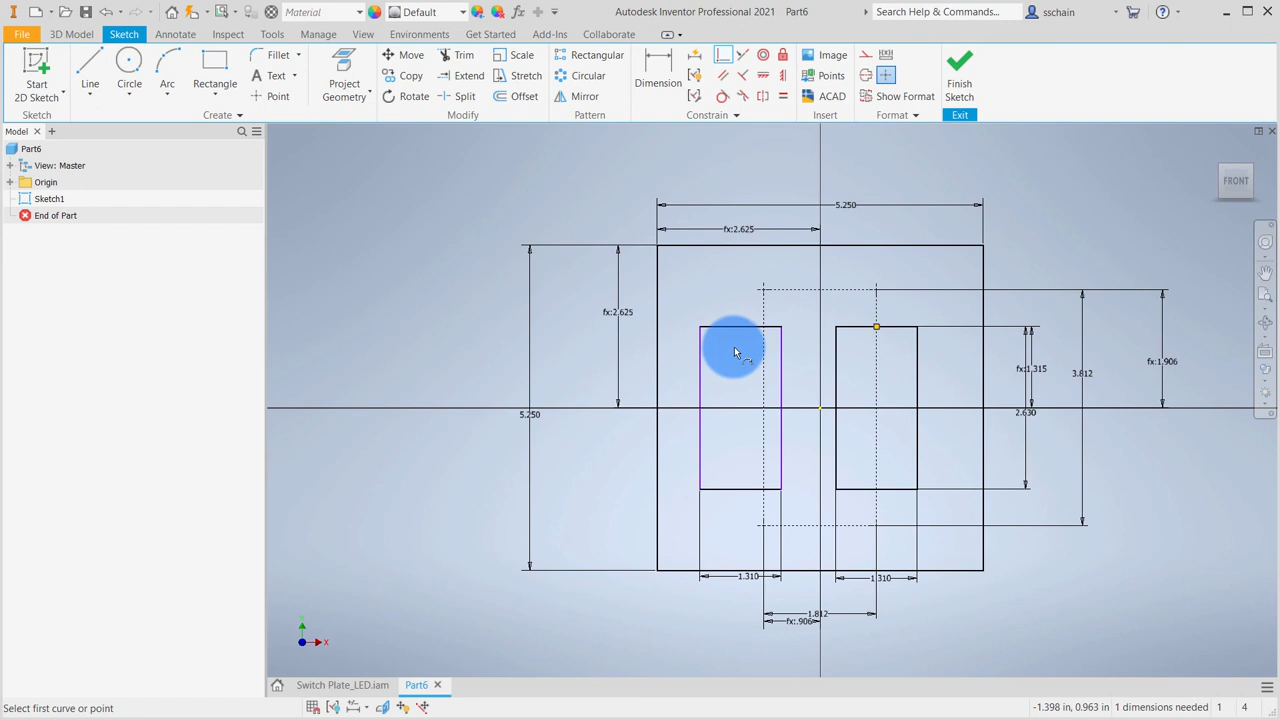 Material
Default
Autodesk Inventor Professional 2021 Part6
Search Help & Commands...
sschain
File
3D Model
Sketch
Annotate
Inspect
Tools
Manage
View
Environments
Get Started
Add-Ins
Collaborate
Start
2D Sketch
Line
Circle
Arc
Rectangle
Fillet
Text
Point
Project
Geometry
Move
Copy
Rotate
Trim
Extend
Split
Scale
Stretch
Offset
Rectangular
Circular
Mirror
Dimension
Image
Points
ACAD
Show Format
Finish
Sketch
Sketch
Create
Modify
Pattern
Constrain
Insert
Format
Exit
Model
Part6
View: Master
Origin
Sketch1
End of Part
FRONT
5.250
fx:2.625
fx:2.625
5.250
fx:1.315
3.812
fx:1.906
2.630
1.310
1.310
1.812
fx:.906
Y
X
Switch Plate_LED.iam
Part6
Select first curve or point
-1.398 in, 0.963 in
1 dimensions needed
1
4